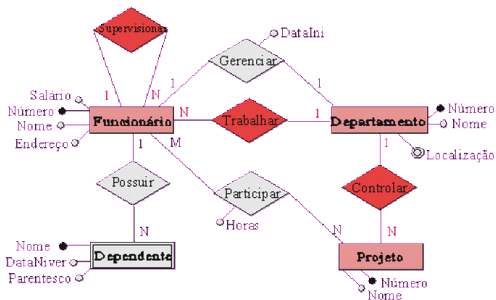 Supervisionar
DataIni
1 N 1 Gerenciar 1
Salário
Número
Nome
Endereço
Funcionário
N Trabalhar 1
Departamento
Número
Nome
Localização
1 M 1
Possuir Participar Controlar
Horas
N N N
Nome
DataNiver
Parentesco
Dependente
Projeto
Número
Nome